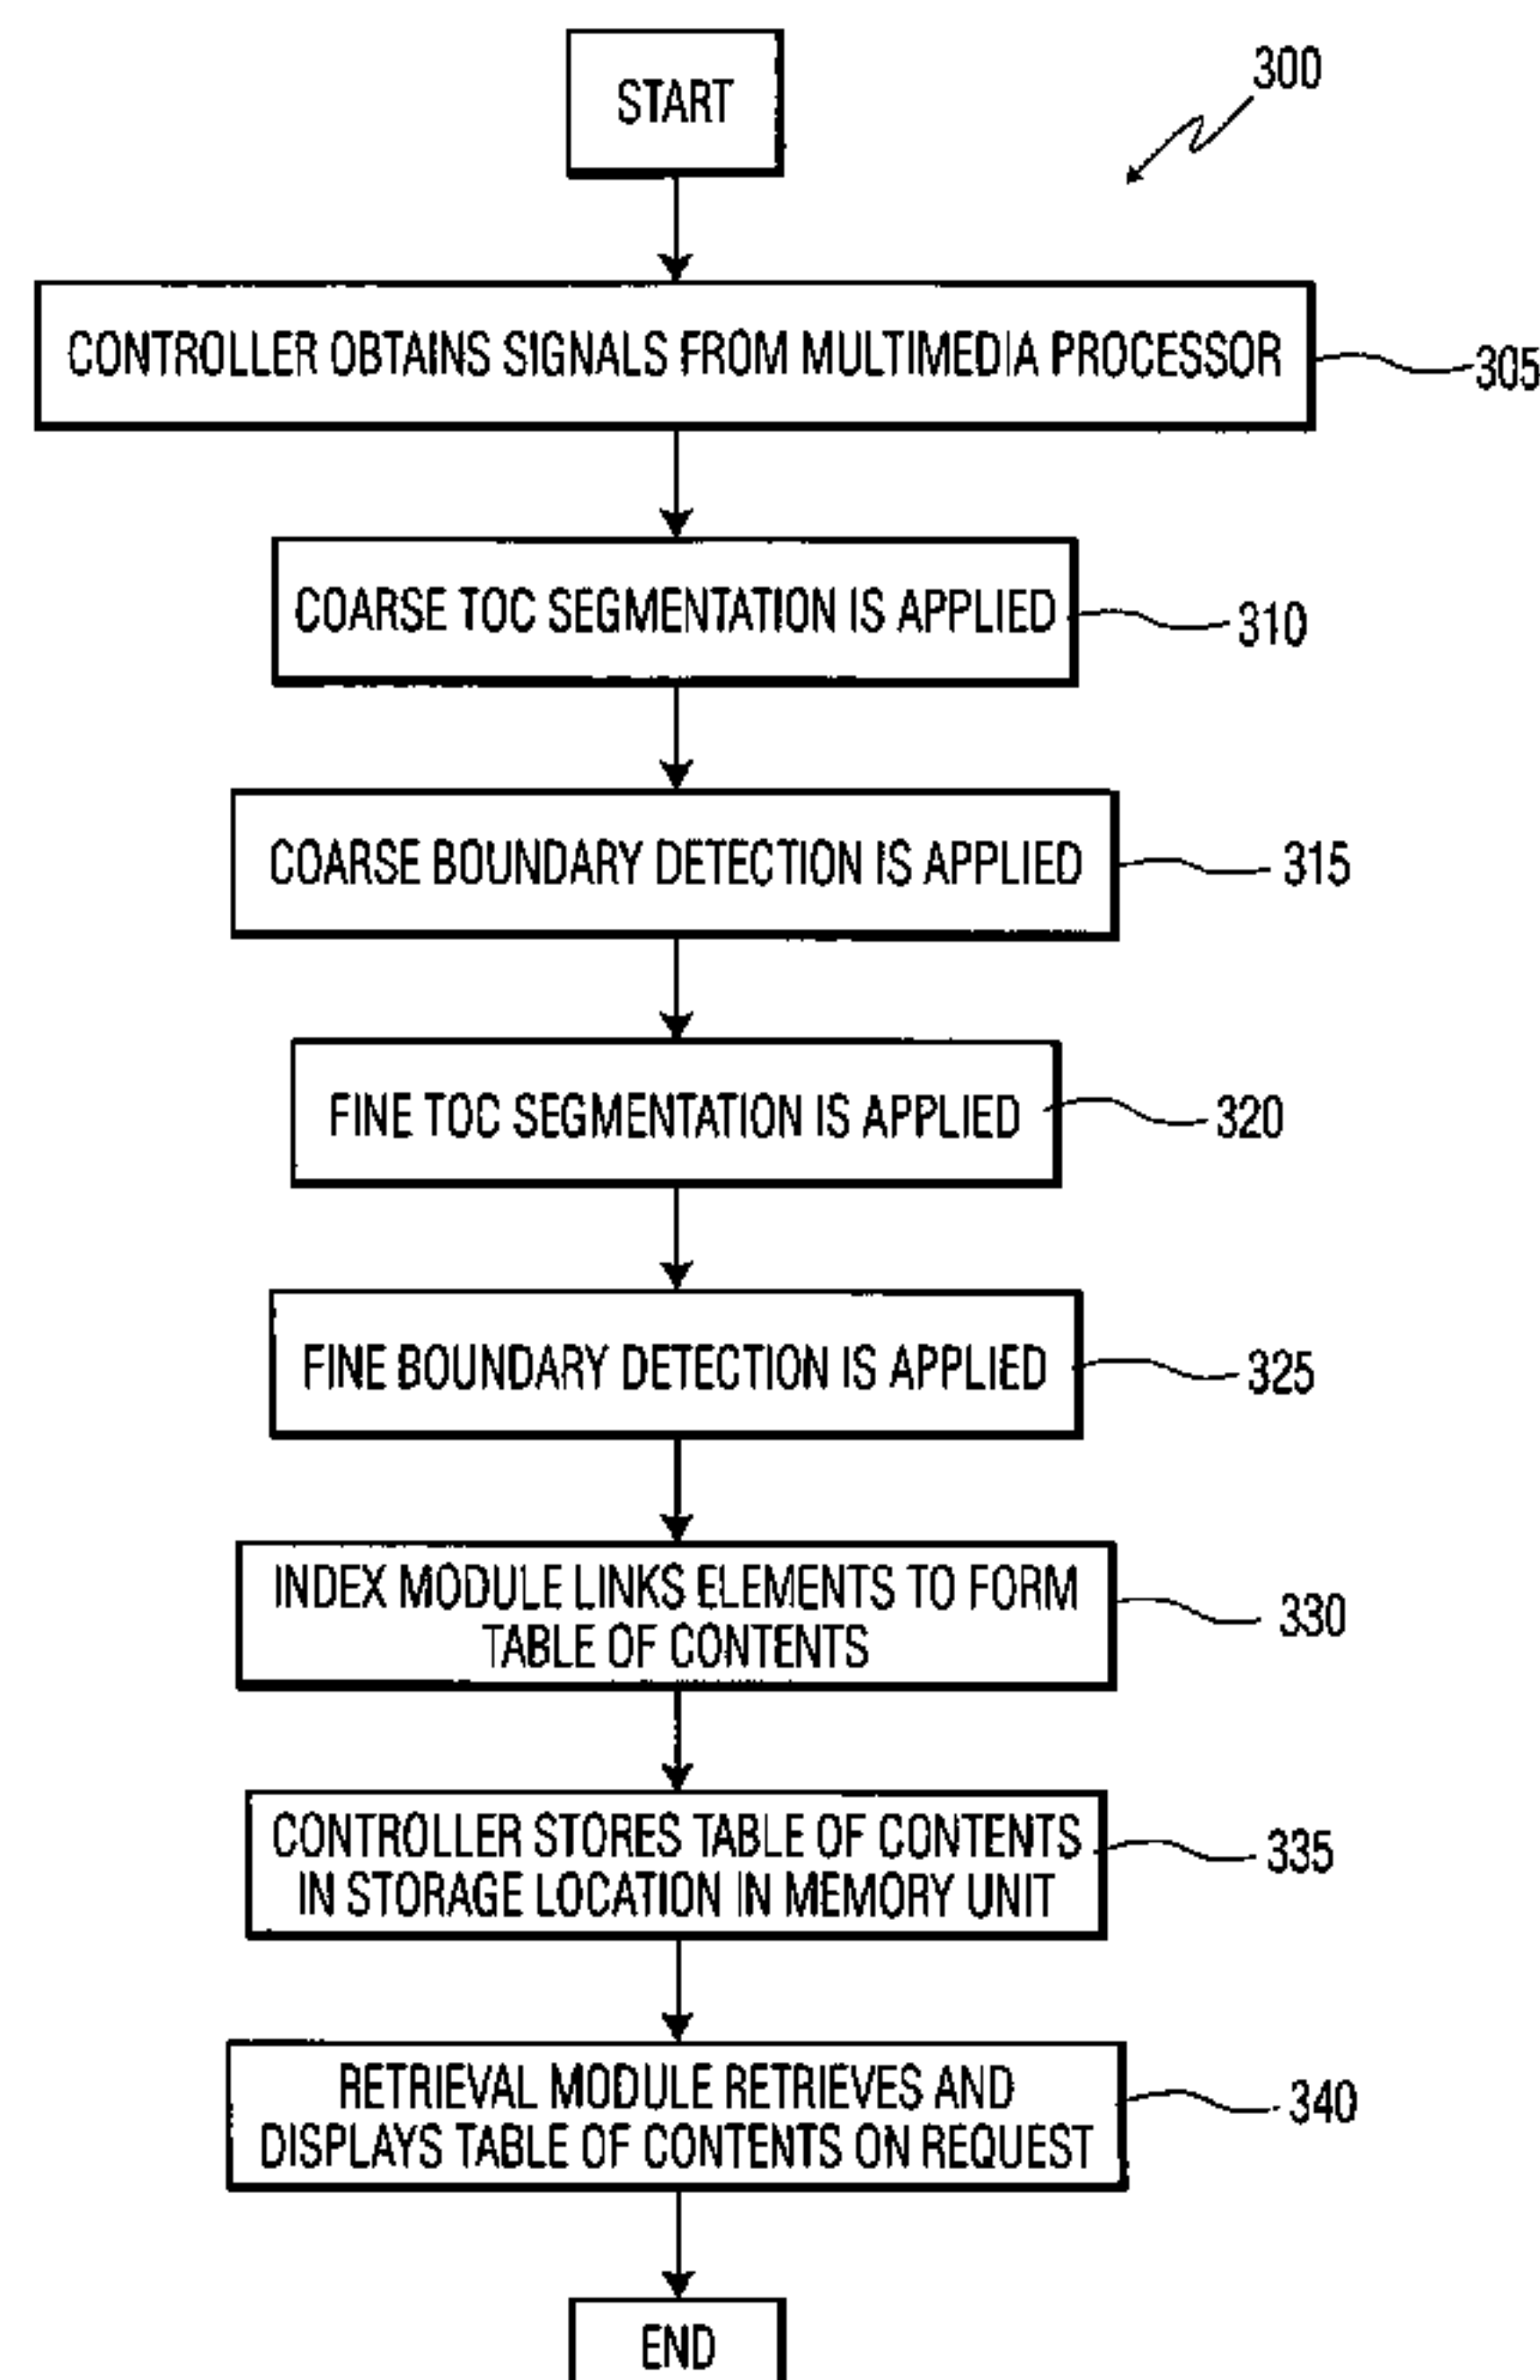 START
300
CONTROLLER OBTAINS SIGNALS FROM MULTIMEDIA PROCESSOR
305
COARSE TOC SEGMENTATION IS APPLIED
310
COARSE BOUNDARY DETECTION IS APPLIED
315
FINE TOC SEGMENTATION IS APPLIED
320
FINE BOUNDARY DETECTION IS APPLIED
325
INDEX MODULE LINKS ELEMENTS TO FORM
TABLE OF CONTENTS
330
CONTROLLER STORES TABLE OF CONTENTS
IN STORAGE LOCATION IN MEMORY UNIT
335
RETRIEVAL MODULE RETRIEVES AND
DISPLAYS TABLE OF CONTENTS ON REQUEST
340
END